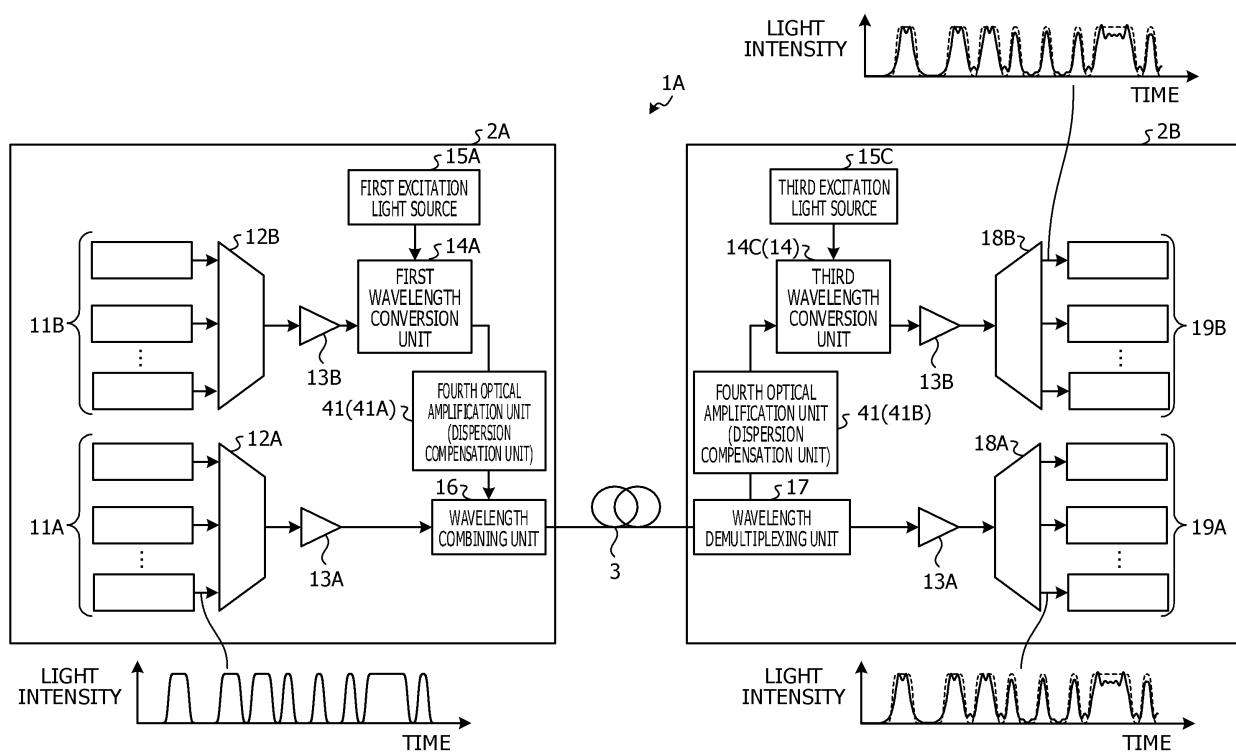 LIGHT
INTENSITY
TIME
1A
2A
15A
FIRST EXCITATION
LIGHT SOURCE
12B
14A
FIRST
WAVELENGTH
CONVERSION
UNIT
11B
⋮
13B
41(41A)
FOURTH OPTICAL
AMPLIFICATION UNIT
(DISPERSION
COMPENSATION UNIT)
12A
16
WAVELENGTH
COMBINING UNIT
11A
⋮
13A
3
2B
15C
THIRD EXCITATION
LIGHT SOURCE
14C(14)
THIRD
WAVELENGTH
CONVERSION
UNIT
18B
19B
⋮
13B
FOURTH OPTICAL
AMPLIFICATION UNIT
(DISPERSION
COMPENSATION UNIT)
41(41B)
18A
17
WAVELENGTH
DEMULTIPLEXING UNIT
13A
19A
⋮
LIGHT
INTENSITY
TIME
LIGHT
INTENSITY
TIME